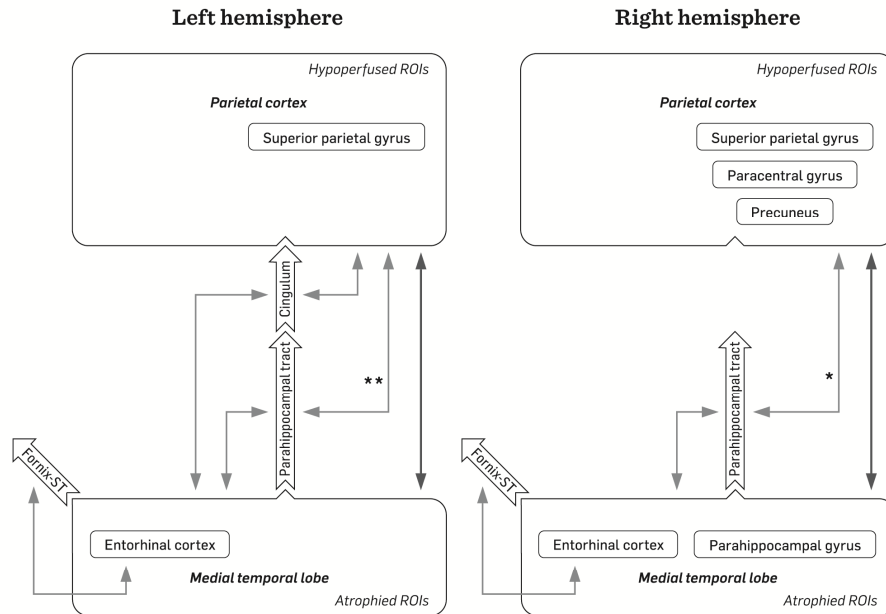 Left hemisphere
Hypoperfused ROIs
Parietal cortex
Superior parietal gyrus
Cingulum
Parahippocampal tract
**
Fornix-ST
Entorhinal cortex
Medial temporal lobe
Atrophied ROIs
Right hemisphere
Hypoperfused ROIs
Parietal cortex
Superior parietal gyrus
Paracentral gyrus
Precuneus
Parahippocampal tract
*
Fornix-ST
Entorhinal cortex
Parahippocampal gyrus
Medial temporal lobe
Atrophied ROIs